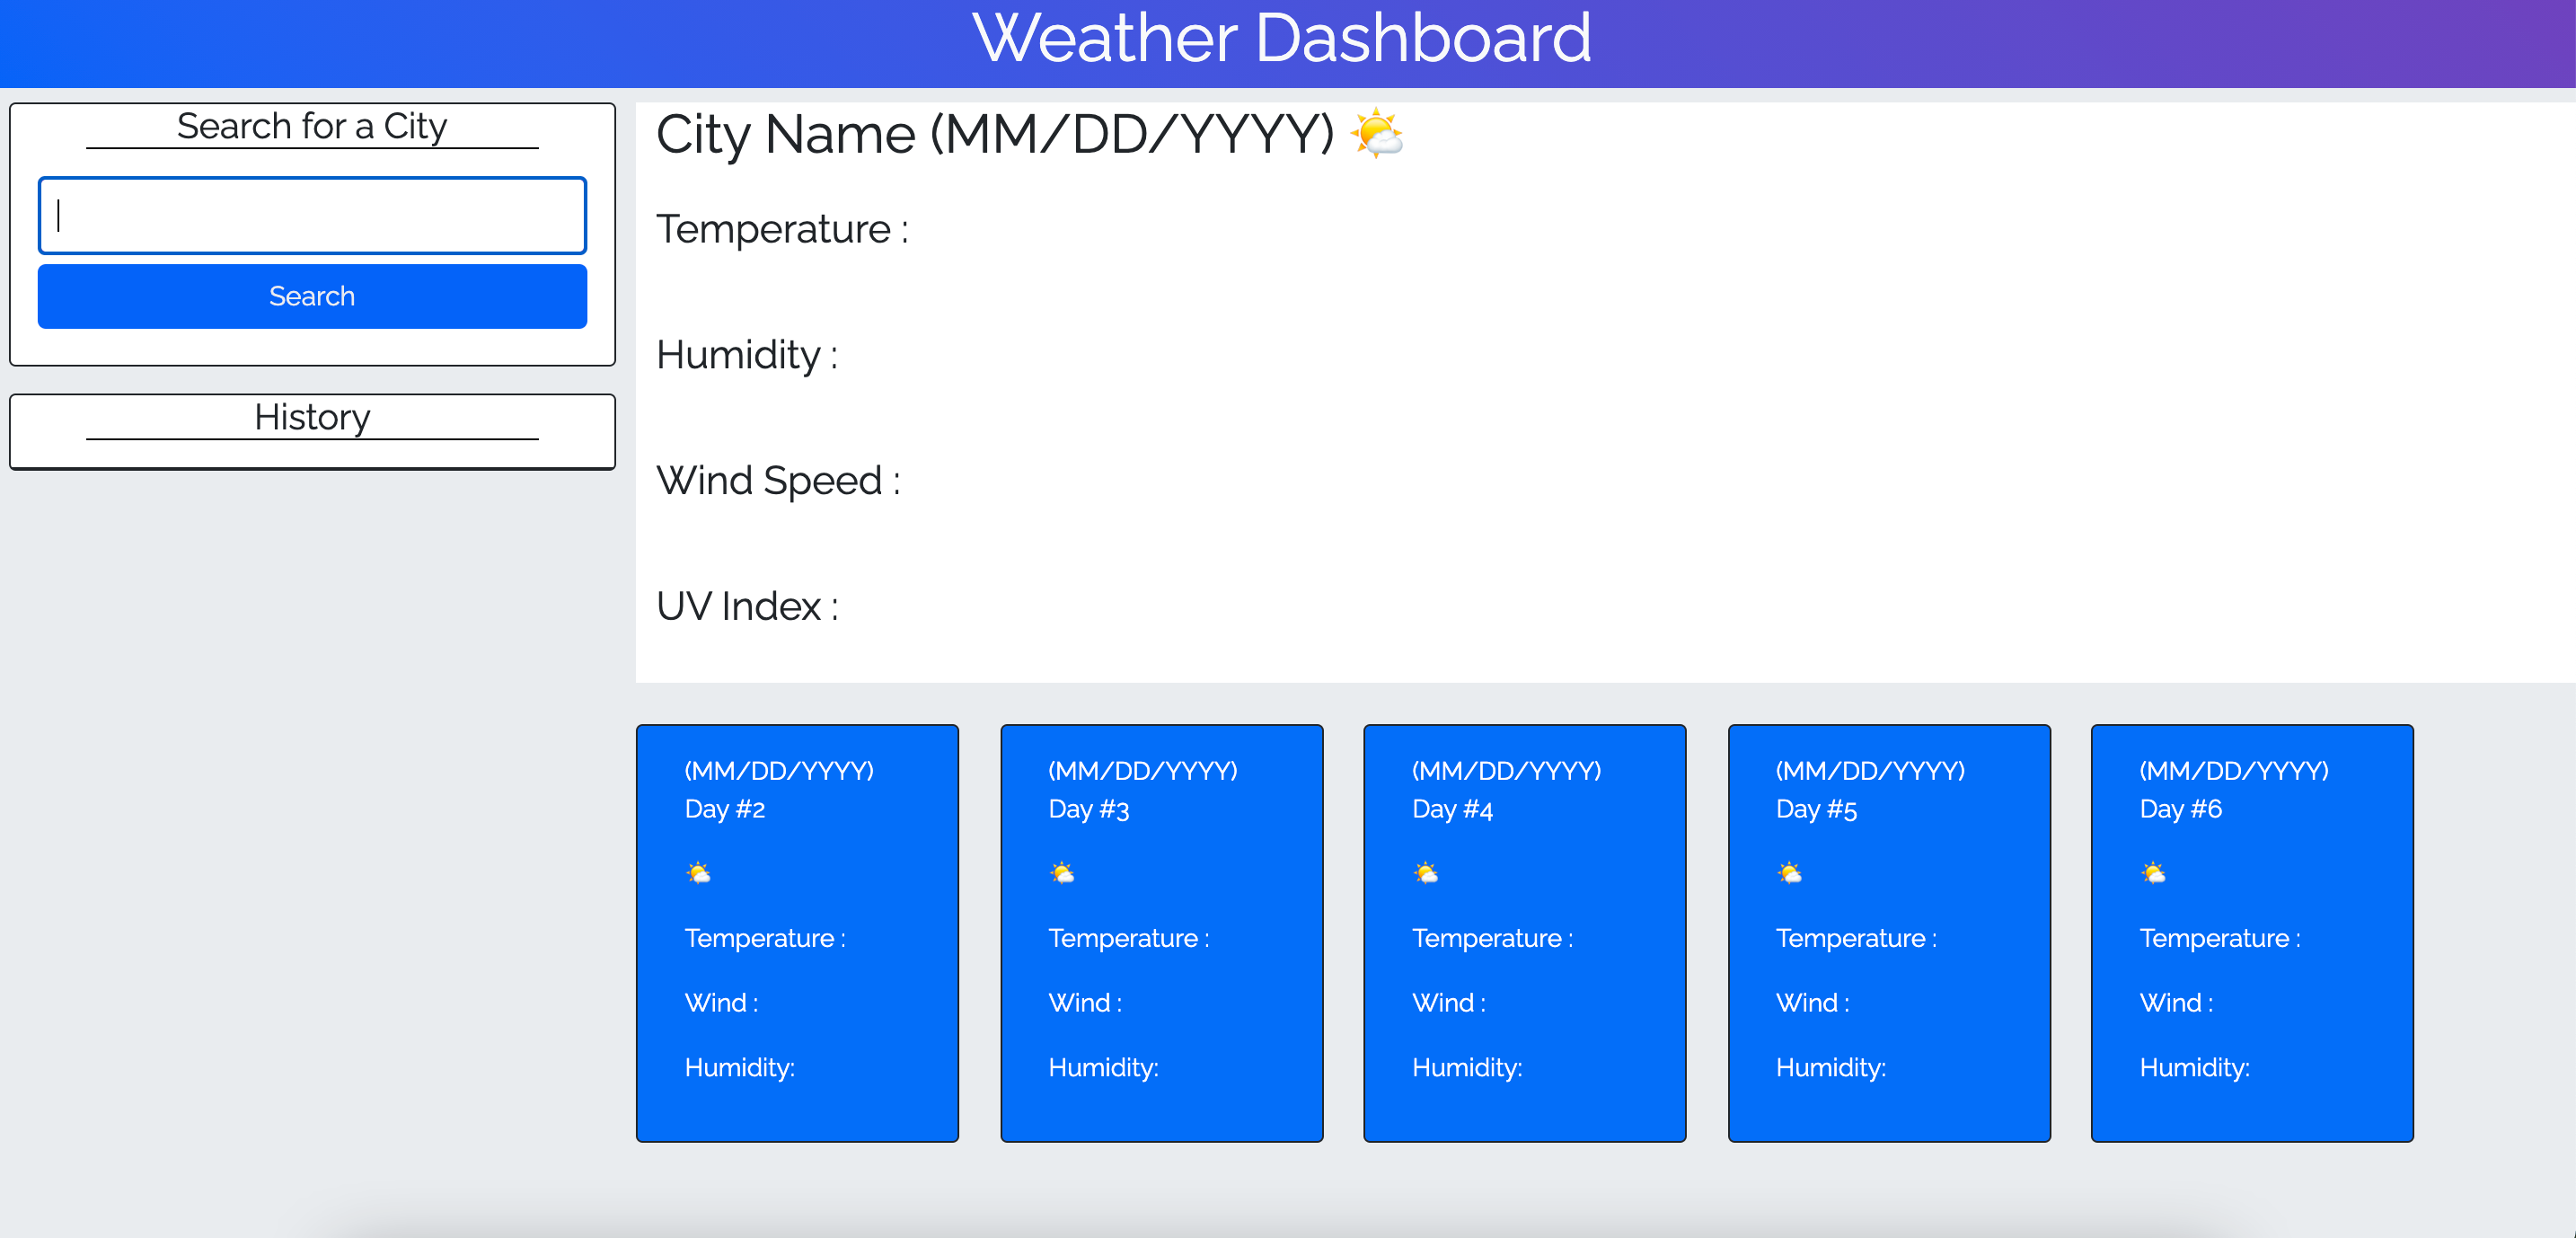 Weather Dashboard
Search for a City
Search
History
City Name (MM/DD/YYYY) 🌤️
Temperature :
Humidity :
Wind Speed :
UV Index :
(MM/DD/YYYY)
Day #2
🌤️
Temperature :
Wind :
Humidity:
(MM/DD/YYYY)
Day #3
🌤️
Temperature :
Wind :
Humidity:
(MM/DD/YYYY)
Day #4
🌤️
Temperature :
Wind :
Humidity:
(MM/DD/YYYY)
Day #5
🌤️
Temperature :
Wind :
Humidity:
(MM/DD/YYYY)
Day #6
🌤️
Temperature :
Wind :
Humidity: